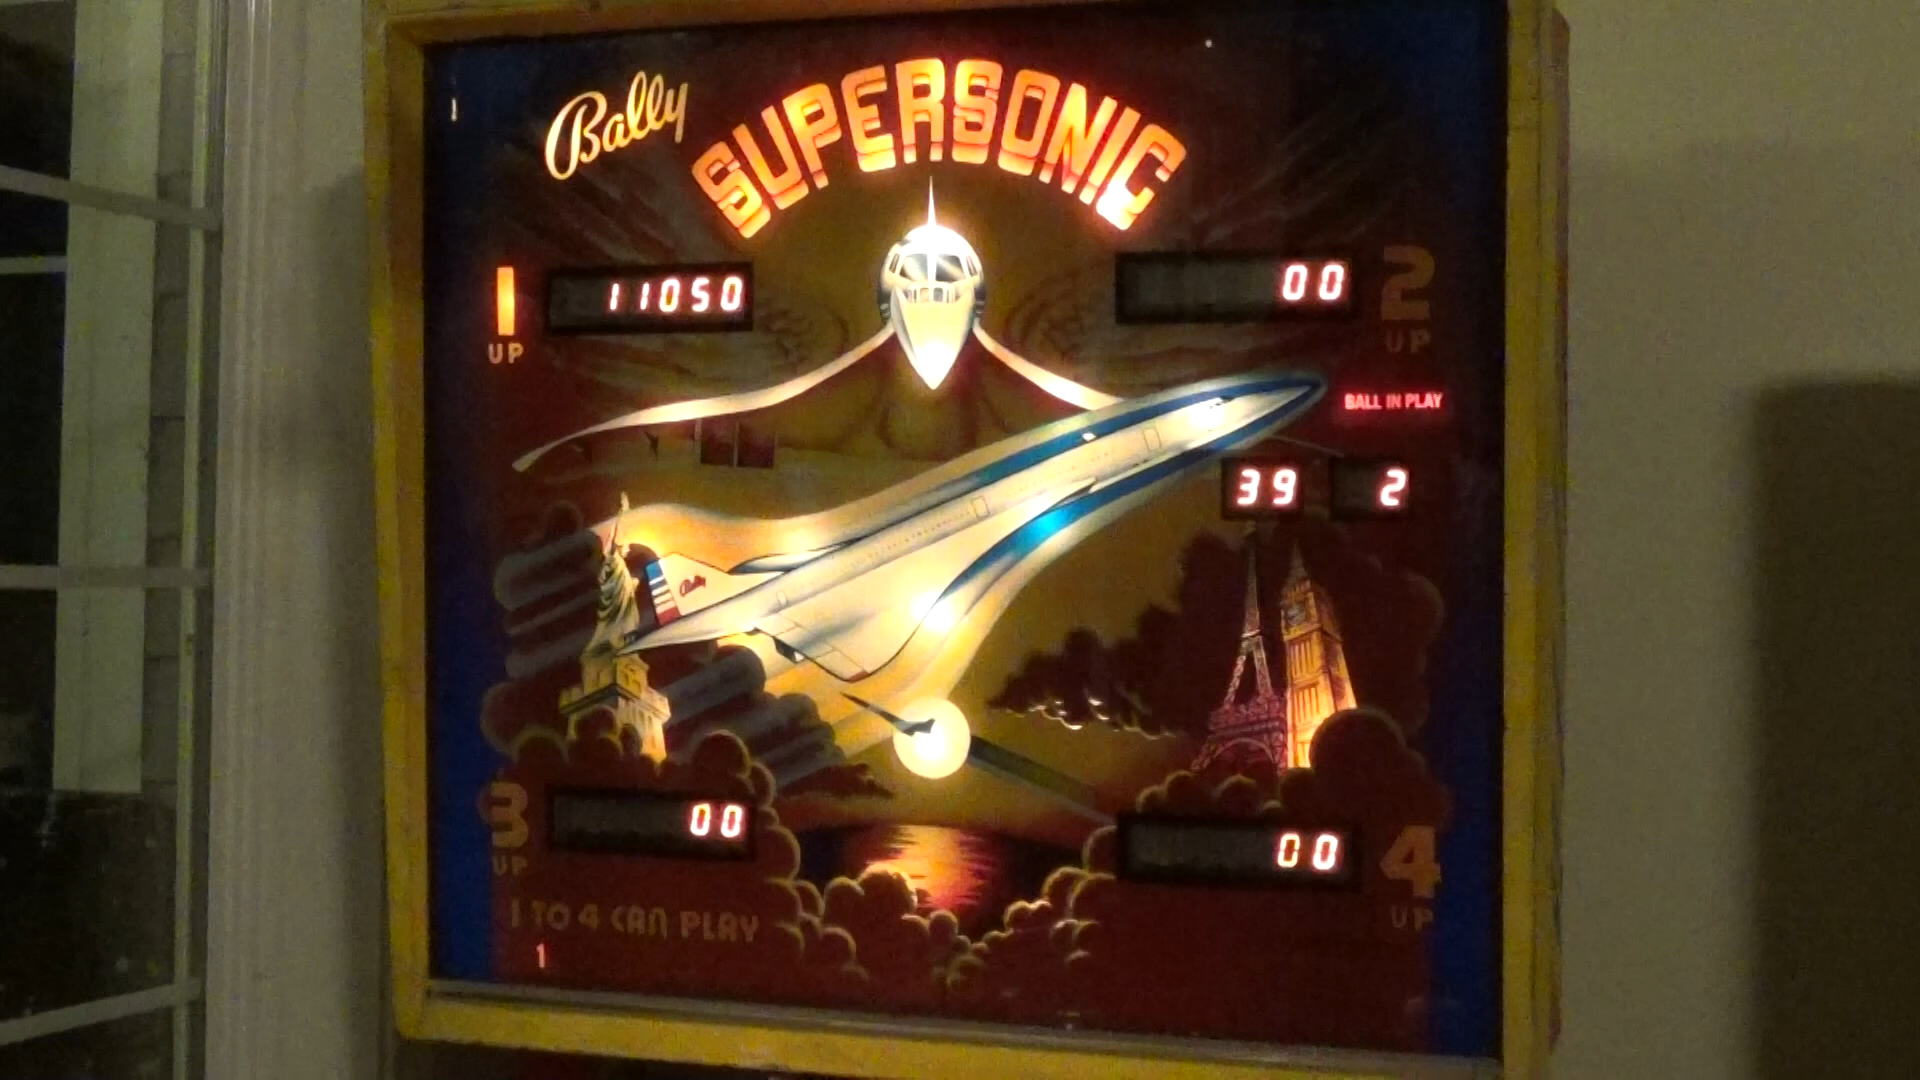 Bally
SUPERSONIC
1 UP 11050
00 2 UP
BALL IN PLAY
39 2
Bally
3 UP 00
00 4 UP
1 TO 4 CAN PLAY
1